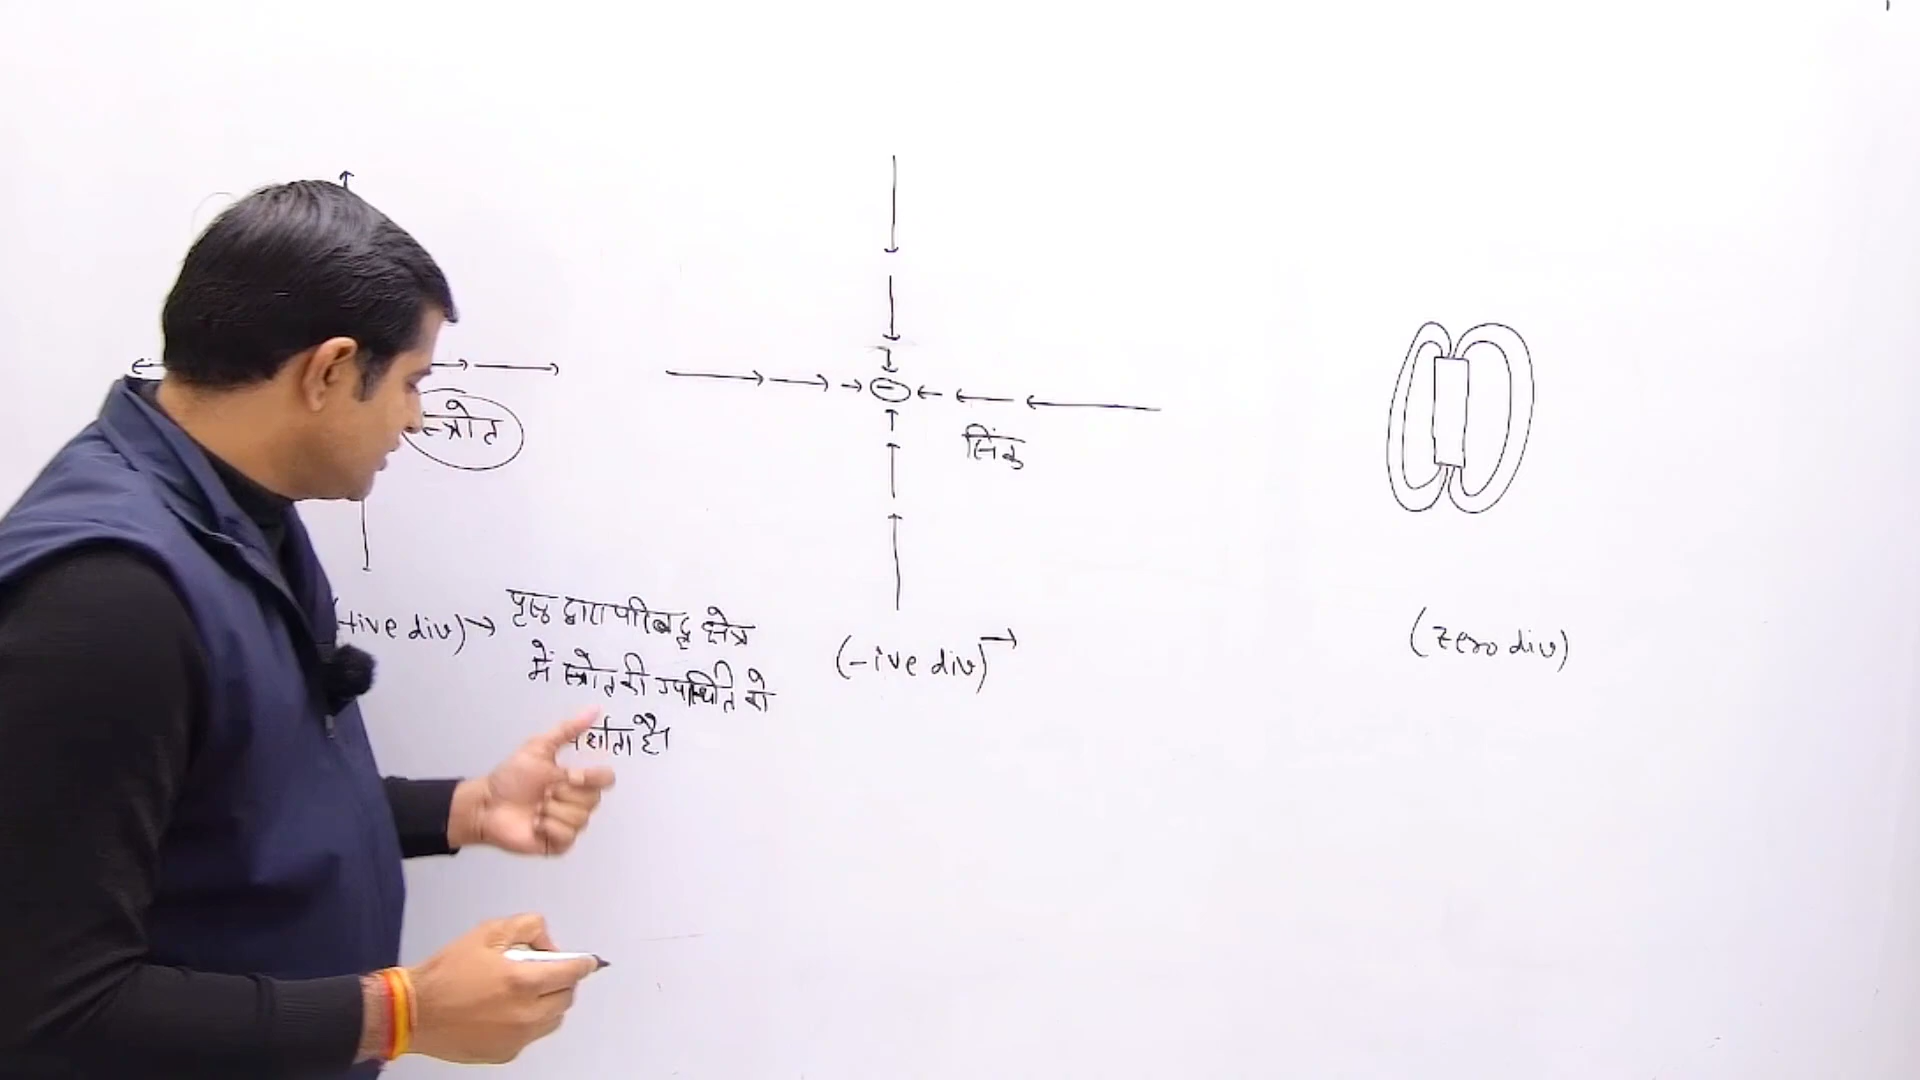 स्त्रोत
सिंक
(+ive div) → पृष्ठ द्वारा परिबद्ध क्षेत्र
में स्त्रोत की उपस्थिति को
र्शाता है।
(-ive div) →
(zero div)